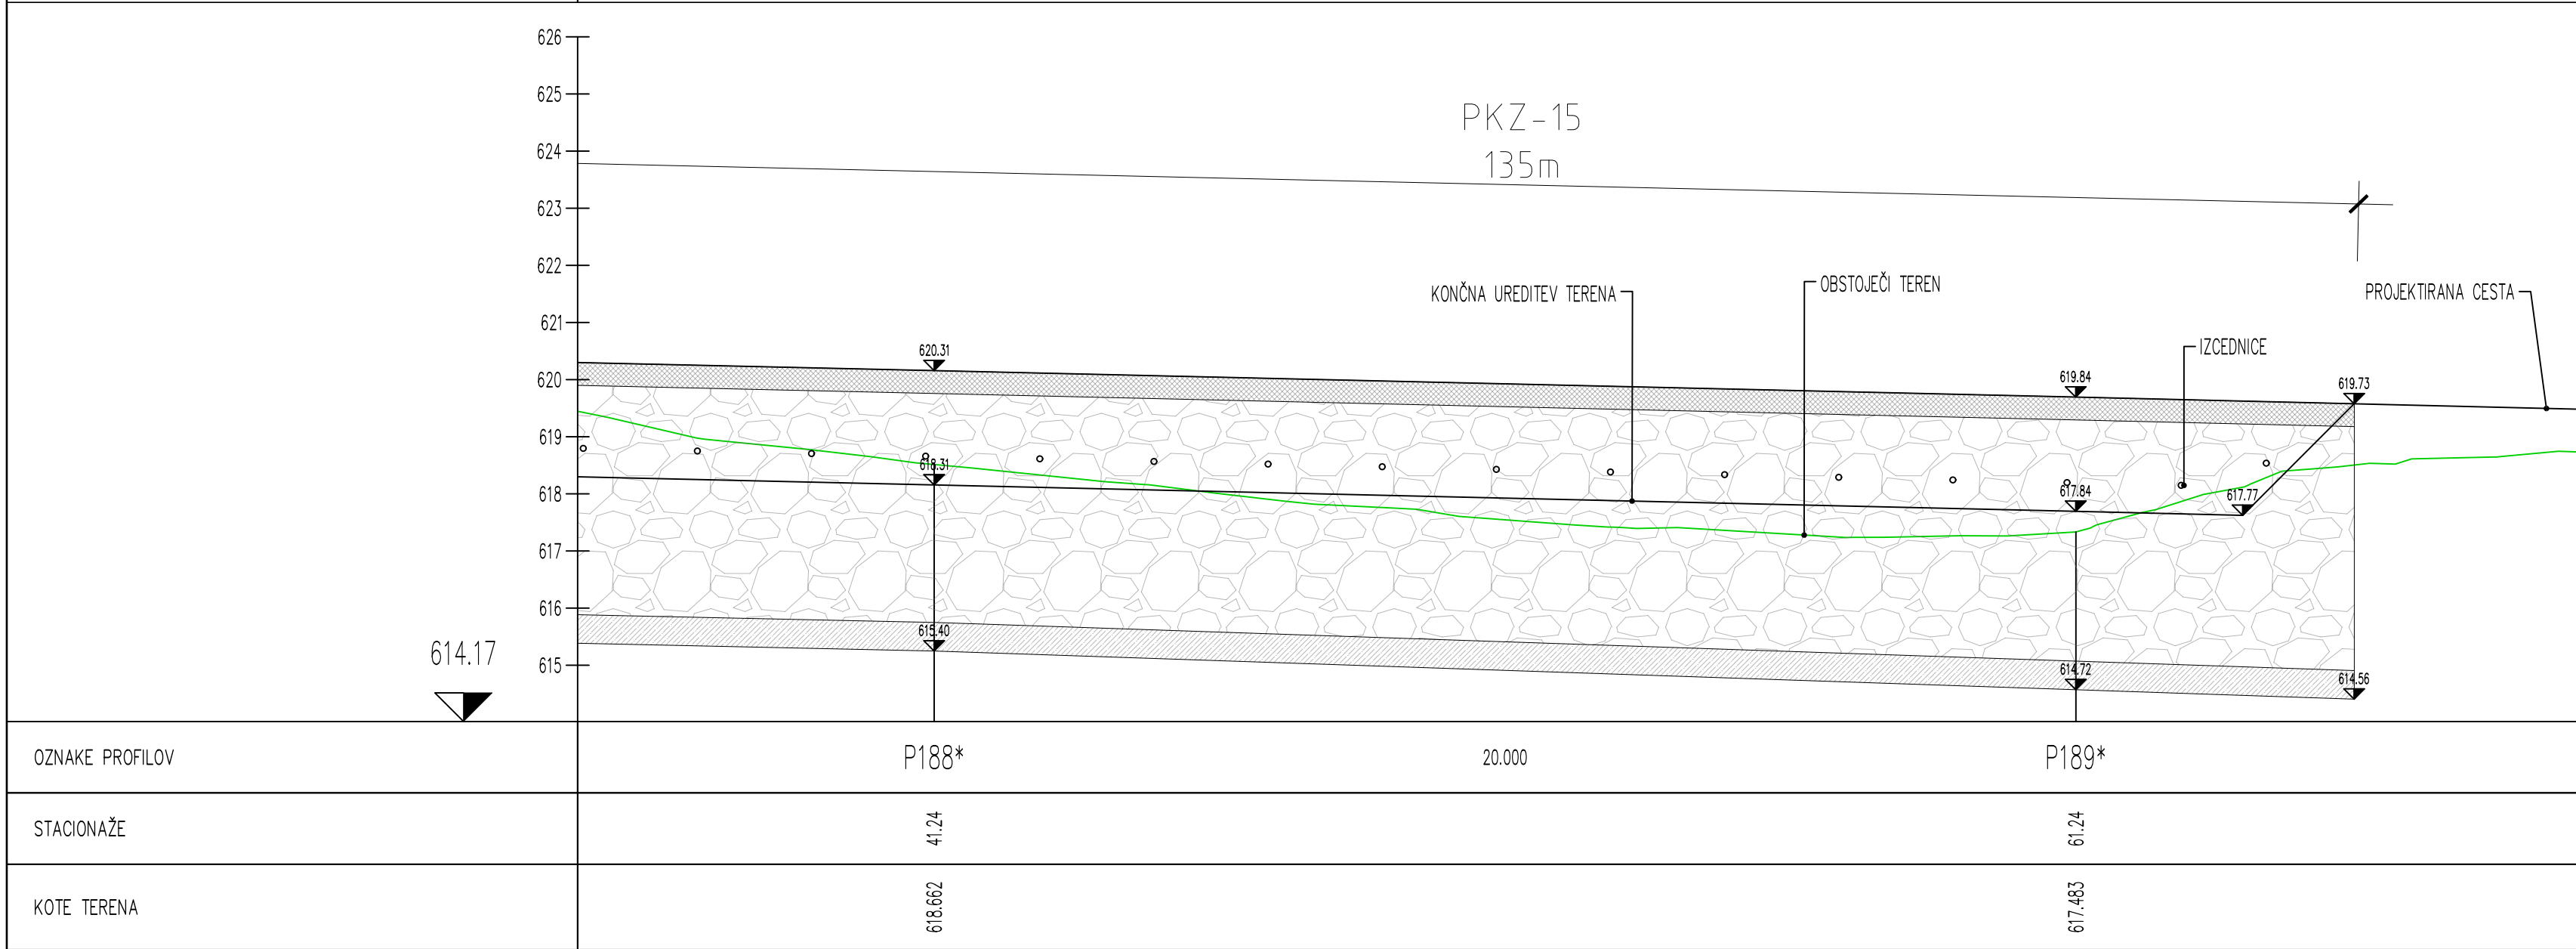 626
625
624
623
622
621
620
619
618
617
616
615
614.17
PKZ-15
135m
KONČNA UREDITEV TERENA
OBSTOJEČI TEREN
PROJEKTIRANA CESTA
IZCEDNICE
620.31
619.84
619.73
618.31
617.84
617.77
615.40
614.72
614.56
OZNAKE PROFILOV P188* 20.000 P189*
STACIONAŽE 41.24 61.24
KOTE TERENA 618.662 617.483